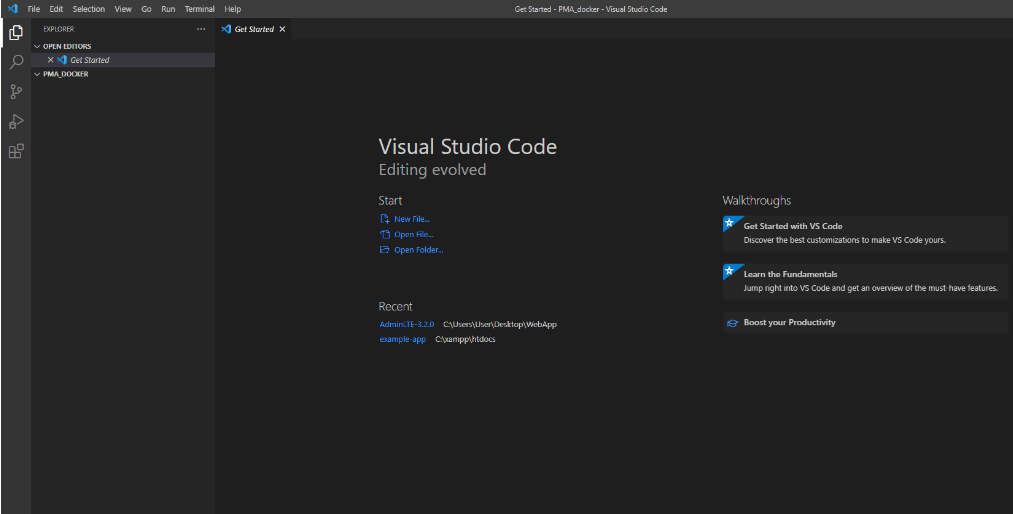 File Edit Selection View Go Run Terminal Help
Get Started - PMA_docker - Visual Studio Code
EXPLORER
OPEN EDITORS
Get Started
PMA_DOCKER
Get Started
Visual Studio Code
Editing evolved
Start
New File...
Open File...
Open Folder...
Recent
AdminLTE-3.2.0 C:\Users\User\Desktop\WebApp
example-app C:\xampp\htdocs
Walkthroughs
Get Started with VS Code
Discover the best customizations to make VS Code yours.
Learn the Fundamentals
Jump right into VS Code and get an overview of the must-have features.
Boost your Productivity